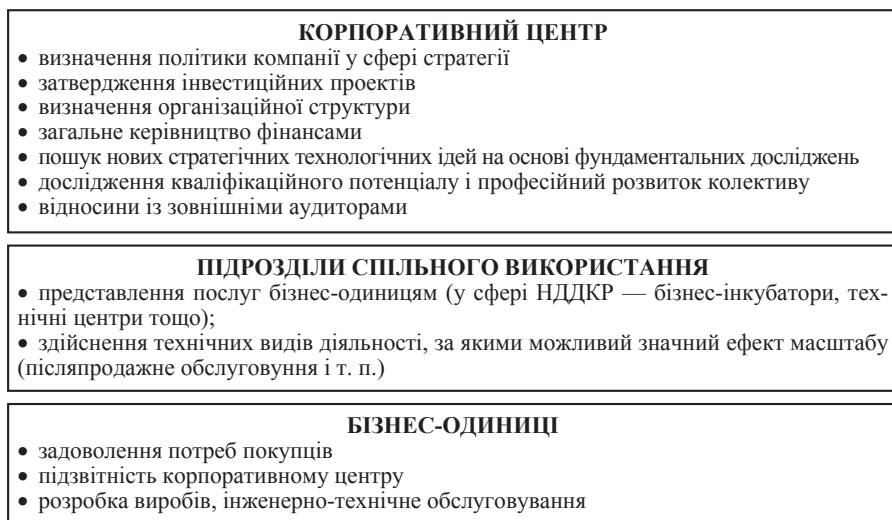 КОРПОРАТИВНИЙ ЦЕНТР
• визначення політики компанії у сфері стратегії
• затвердження інвестиційних проектів
• визначення організаційної структури
• загальне керівництво фінансами
• пошук нових стратегічних технологічних ідей на основі фундаментальних досліджень
• дослідження кваліфікаційного потенціалу і професійний розвиток колективу
• відносини із зовнішніми аудиторами
ПІДРОЗДІЛИ СПІЛЬНОГО ВИКОРИСТАННЯ
• представлення послуг бізнес-одиницям (у сфері НДДКР — бізнес-інкубатори, тех-
нічні центри тощо);
• здійснення технічних видів діяльності, за якими можливий значний ефект масштабу
(післяпродажне обслуговуння і т. п.)
БІЗНЕС-ОДИНИЦІ
• задоволення потреб покупців
• підзвітність корпоративному центру
• розробка виробів, інженерно-технічне обслуговування